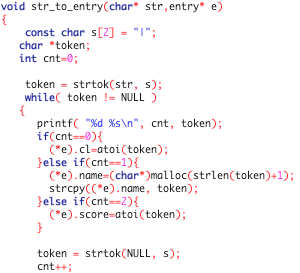 void str_to_entry(char* str,entry* e)
{
    const char s[2] = "|";
   char *token;
   int cnt=0;

    token = strtok(str, s);
    while( token != NULL )
   {
      printf( "%d %s\n", cnt, token);
      if(cnt==0){
        (*e).cl=atoi(token);
      }else if(cnt==1){
        (*e).name=(char*)malloc(strlen(token)+1);
        strcpy((*e).name, token);
      }else if(cnt==2){
        (*e).score=atoi(token);
      }

      token = strtok(NULL, s);
      cnt++;